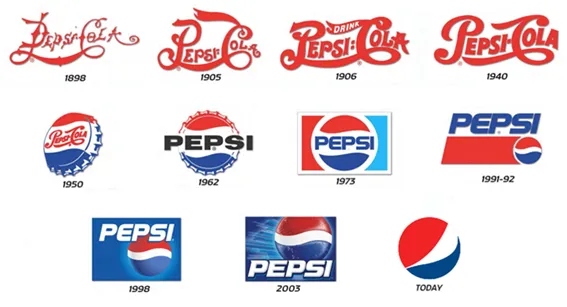 PEPSI-COLA
1898
PEPSI-COLA
1905
DRINK
PEPSI:COLA
1906
PEPSI-COLA
1940
PEPSI-COLA
1950
PEPSI
1962
PEPSI
1973
PEPSI
1991-92
PEPSI
1998
PEPSI
2003
TODAY